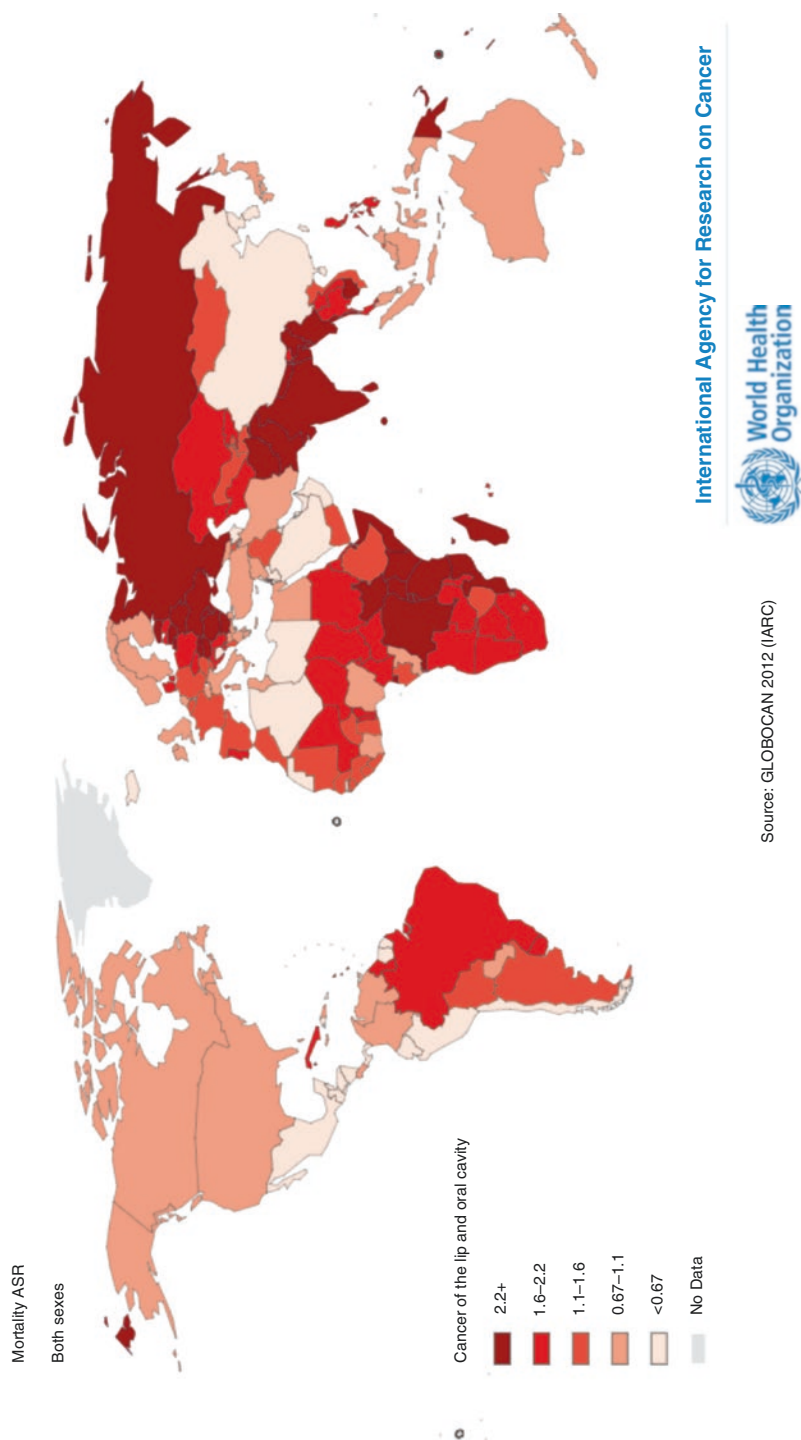 Mortality ASR
Both sexes
Cancer of the lip and oral cavity
2.2+
1.6–2.2
1.1–1.6
0.67–1.1
<0.67
No Data
Source: GLOBOCAN 2012 (IARC)
World Health
Organization
International Agency for Research on Cancer